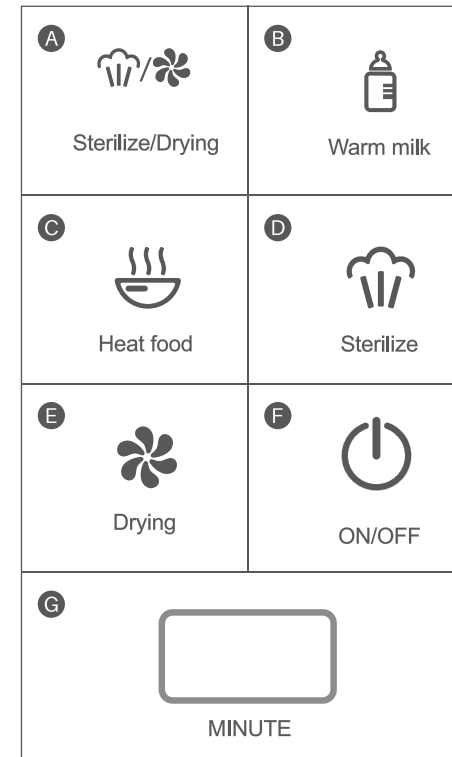 A
Sterilize/Drying
B
Warm milk
C
Heat food
D
Sterilize
E
Drying
F
ON/OFF
G
MINUTE